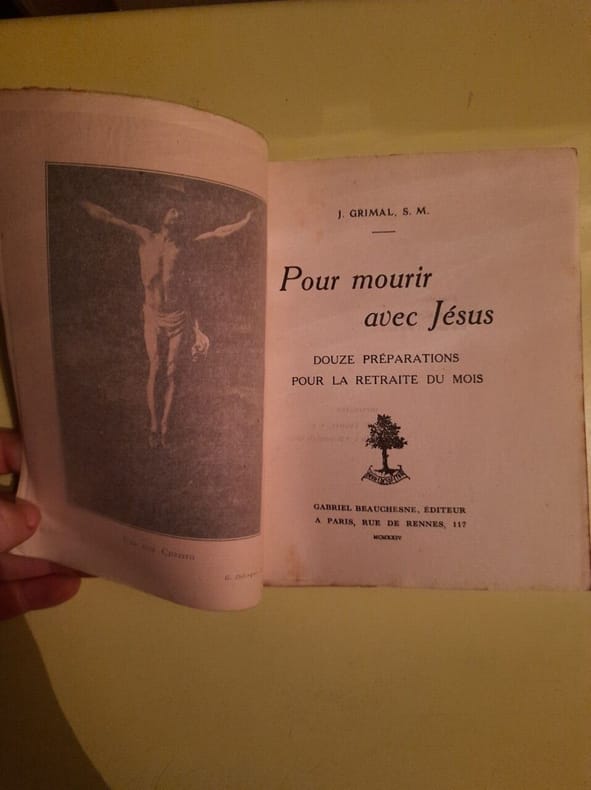 J. GRIMAL, S. M.
Pour mourir
avec Jésus
DOUZE PRÉPARATIONS
POUR LA RETRAITE DU MOIS
GABRIEL BEAUCHESNE, ÉDITEUR
A PARIS, RUE DE RENNES, 117
MCMXXIV